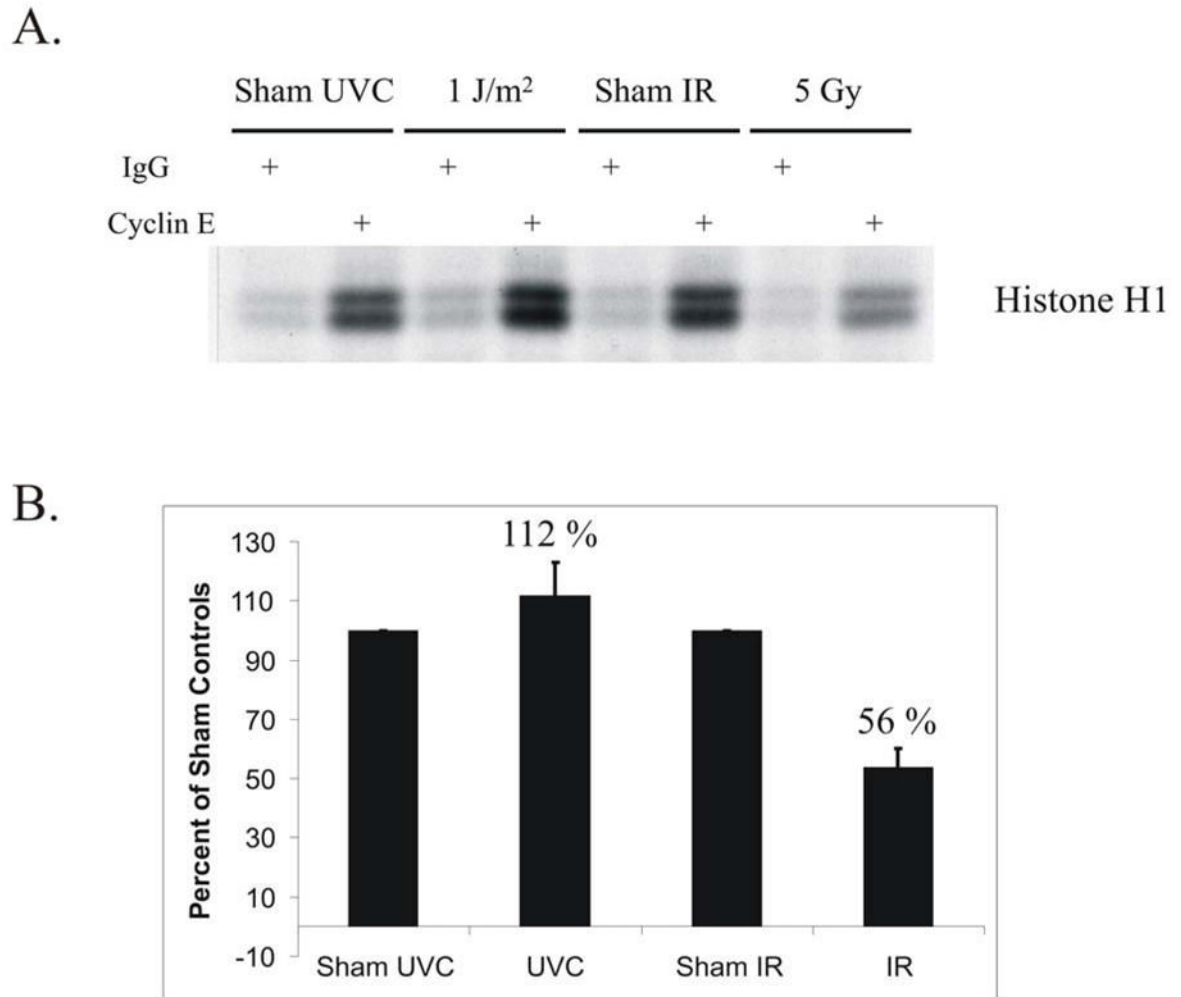 A.
Sham UVC 1 J/m² Sham IR 5 Gy
IgG + + + +
Cyclin E + + + +
Histone H1
B.
112 %
56 %
Percent of Sham Controls
130
110
90
70
50
30
10
-10
Sham UVC UVC Sham IR IR